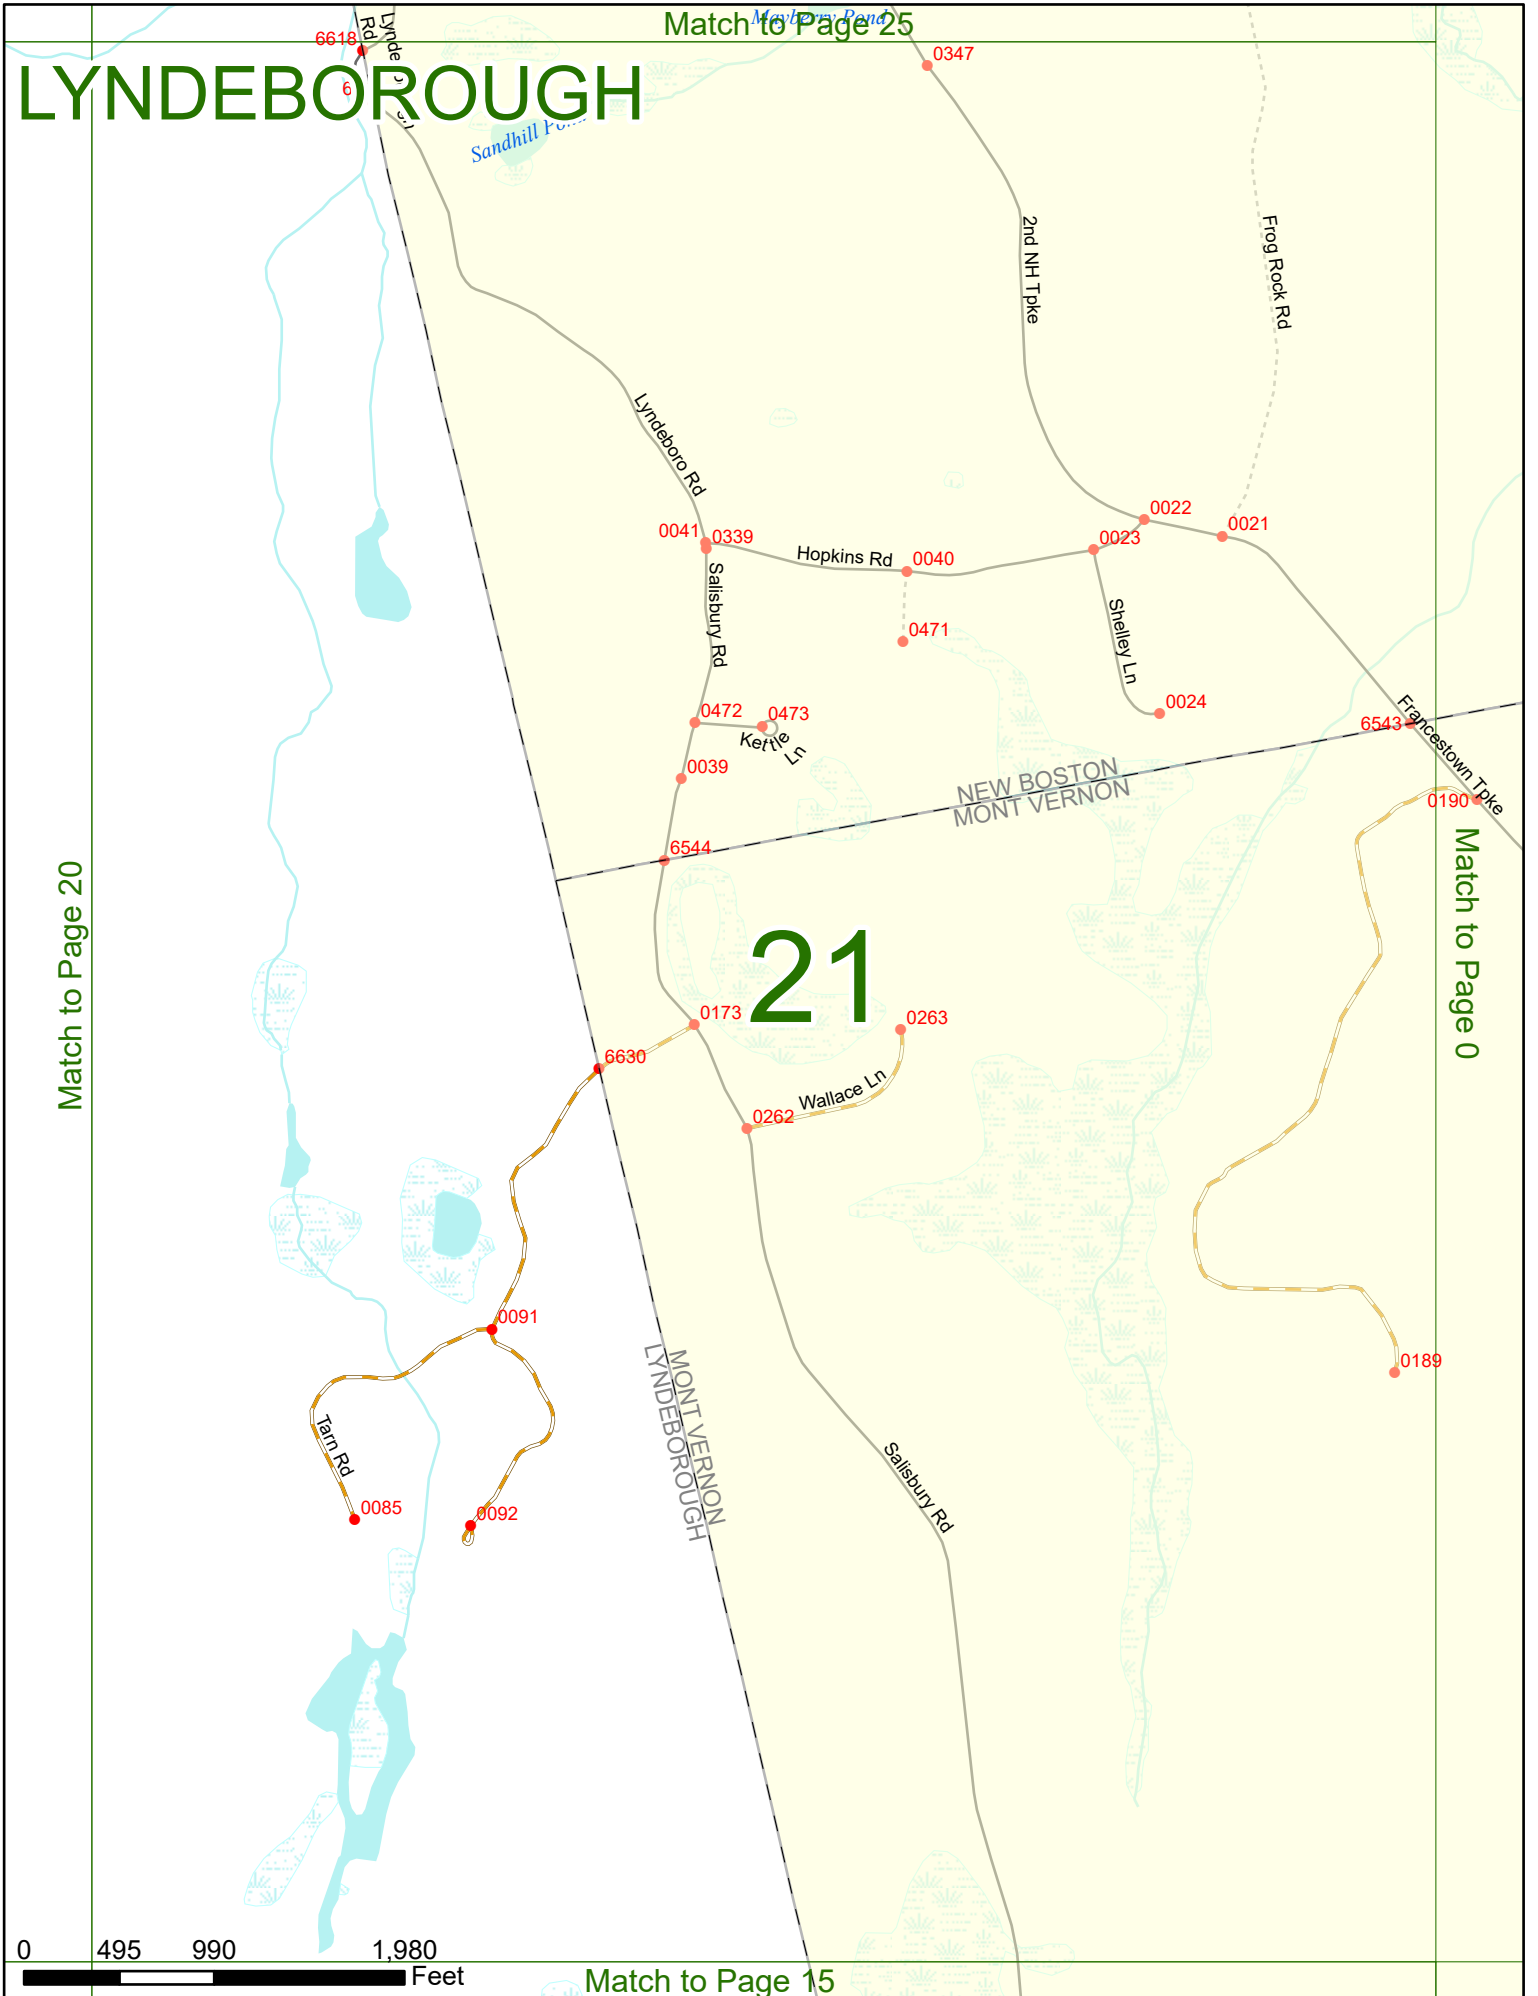 Match to Page 25
Mayberry Pond
6618
Rd
0347
LYNDEBOROUGH
6
Sandhill
2nd NH Tpke
Frog Rock Rd
Lyndeboro Rd
0022
0021
0041
0339
0023
Hopkins Rd
0040
Salisbury Rd
Shelley Ln
0471
0472
0473
0024
Kettle
Ln
6543
Francestown Tpke
0039
NEW BOSTON
MONT VERNON
0190
6544
Match to Page 20
Match to Page 0
21
0173
0263
6630
Wallace Ln
0262
0091
MONT VERNON
LYNDEBOROUGH
0189
Tarn Rd
Salisbury Rd
0085
0092
0 495 990 1,980
Feet
Match to Page 15